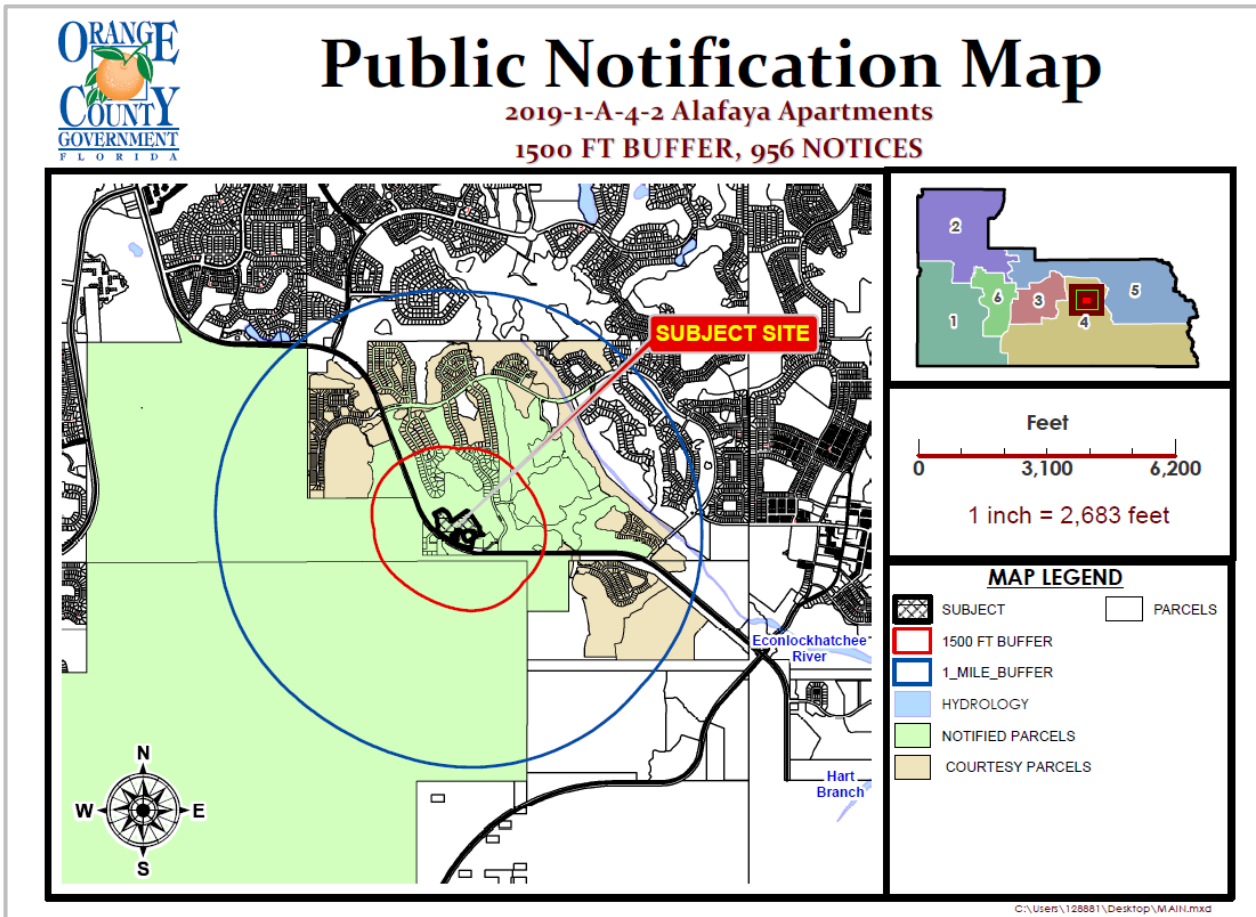 ORANGE
COUNTY
GOVERNMENT
FLORIDA
Public Notification Map
2019-1-A-4-2 Alafaya Apartments
1500 FT BUFFER, 956 NOTICES
SUBJECT SITE
Econlockhatchee
River
Hart
Branch
N
W E
S
2
6
3
5
1
4
Feet
0 3,100 6,200
1 inch = 2,683 feet
MAP LEGEND
SUBJECT PARCELS
1500 FT BUFFER
1_MILE_BUFFER
HYDROLOGY
NOTIFIED PARCELS
COURTESY PARCELS
C:\Users\128881\Desktop\MAIN.mxd